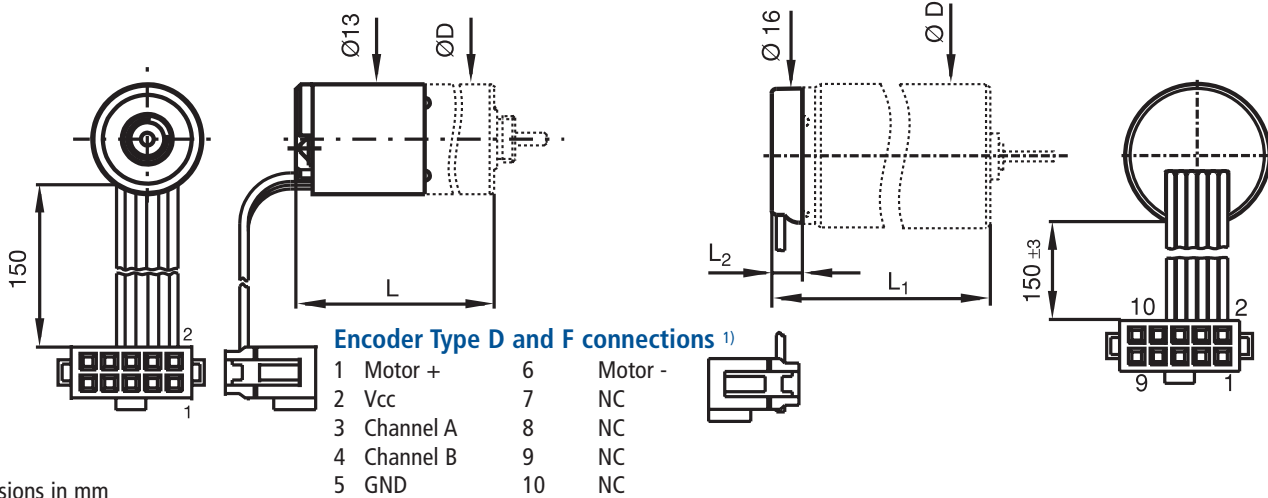 Ø13
ØD
Ø 16
Ø D
150
L
2
1
L₂
L₁
150 ±3
10 2
9 1
Encoder Type D and F connections ¹⁾
1 Motor + 6 Motor -
2 Vcc 7 NC
3 Channel A 8 NC
4 Channel B 9 NC
5 GND 10 NC
in mm